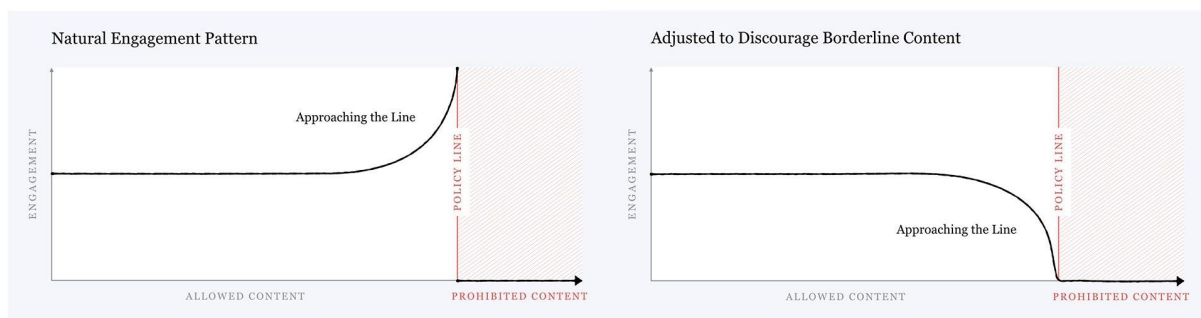 Natural Engagement Pattern
Approaching the Line
ENGAGEMENT
POLICY LINE
ALLOWED CONTENT
PROHIBITED CONTENT
Adjusted to Discourage Borderline Content
ENGAGEMENT
POLICY LINE
Approaching the Line
ALLOWED CONTENT
PROHIBITED CONTENT